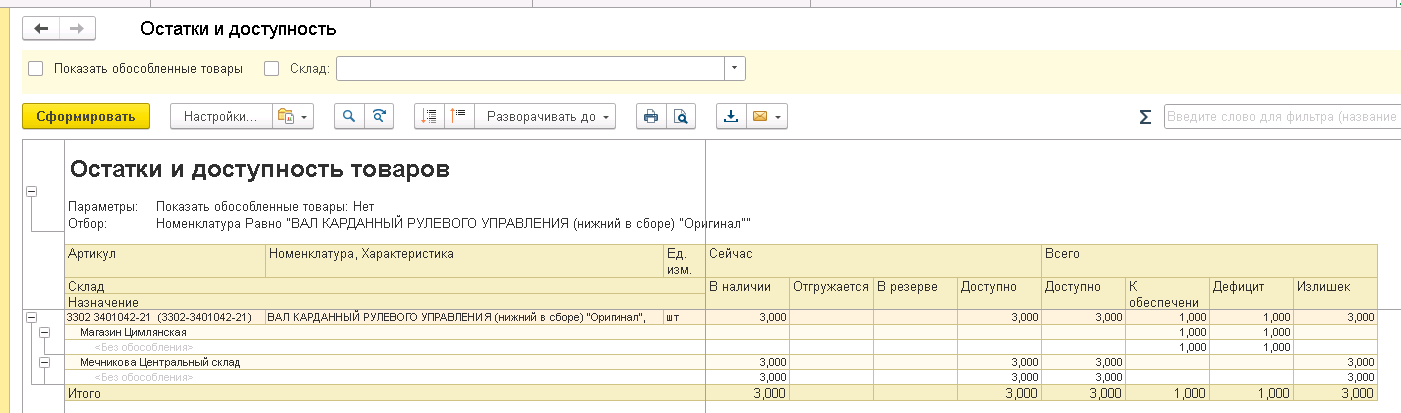 Остатки и доступность
Показать обособленные товары Склад:
Сформировать Настройки... Разворачивать до Σ Введите слово для фильтра (название
Остатки и доступность товаров
Параметры: Показать обособленные товары: Нет
Отбор: Номенклатура Равно "ВАЛ КАРДАННЫЙ РУЛЕВОГО УПРАВЛЕНИЯ (нижний в сборе) "Оригинал""
Артикул Номенклатура, Характеристика Ед. изм. Сейчас Всего
Склад В наличии Отгружается В резерве Доступно Доступно К обеспечени Дефицит Излишек
Назначение
3302 3401042-21 (3302-3401042-21) ВАЛ КАРДАННЫЙ РУЛЕВОГО УПРАВЛЕНИЯ (нижний в сборе) "Оригинал", шт 3,000 3,000 3,000 1,000 1,000 3,000
Магазин Цимлянская 1,000 1,000
<Без обособления> 1,000 1,000
Мечникова Центральный склад 3,000 3,000 3,000 3,000
<Без обособления> 3,000 3,000 3,000 3,000
Итого 3,000 3,000 3,000 1,000 1,000 3,000